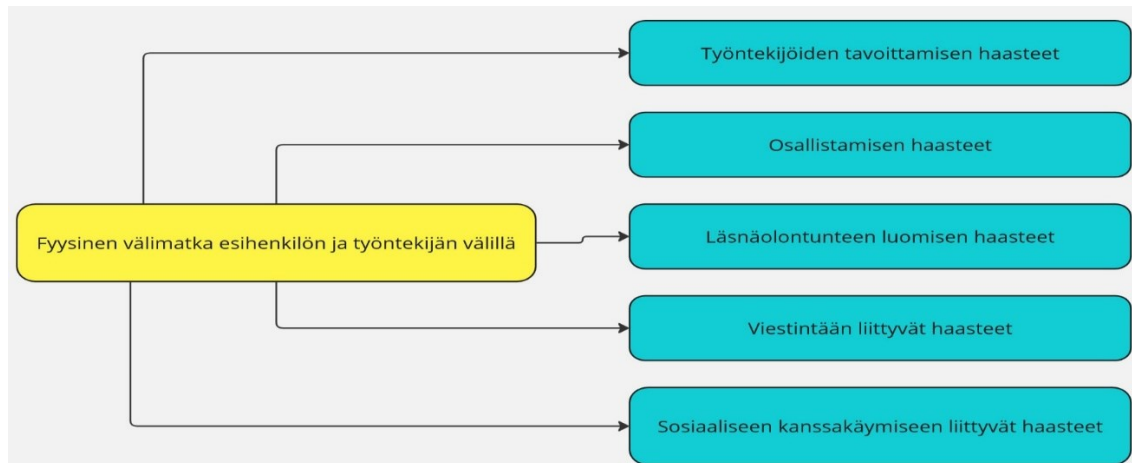 Työntekijöiden tavoittamisen haasteet
Osallistamisen haasteet
Fyysinen välimatka esihenkilön ja työntekijän välillä
Läsnäolontunteen luomisen haasteet
Viestintään liittyvät haasteet
Sosiaaliseen kanssakäymiseen liittyvät haasteet